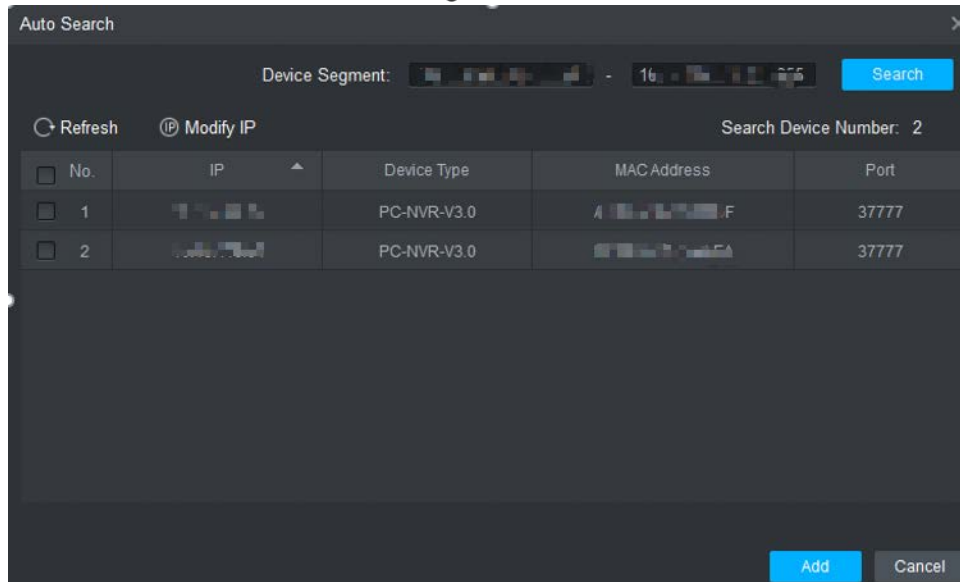 Auto Search
Device Segment: - Search
Refresh IP Modify IP Search Device Number: 2
No. IP Device Type MAC Address Port
1 PC-NVR-V3.0 37777
2 PC-NVR-V3.0 37777
Add Cancel